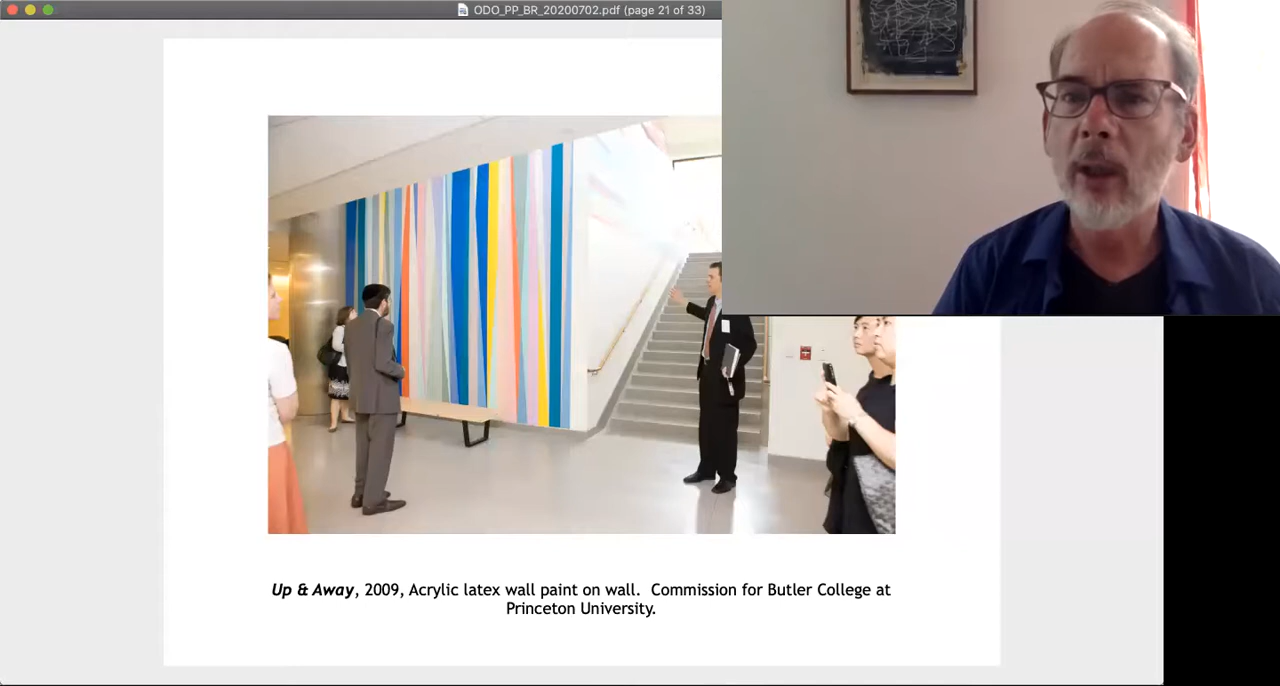 ODO_PP_BR_20200702.pdf (page 21 of 33)
Up & Away, 2009, Acrylic latex wall paint on wall.  Commission for Butler College at
Princeton University.